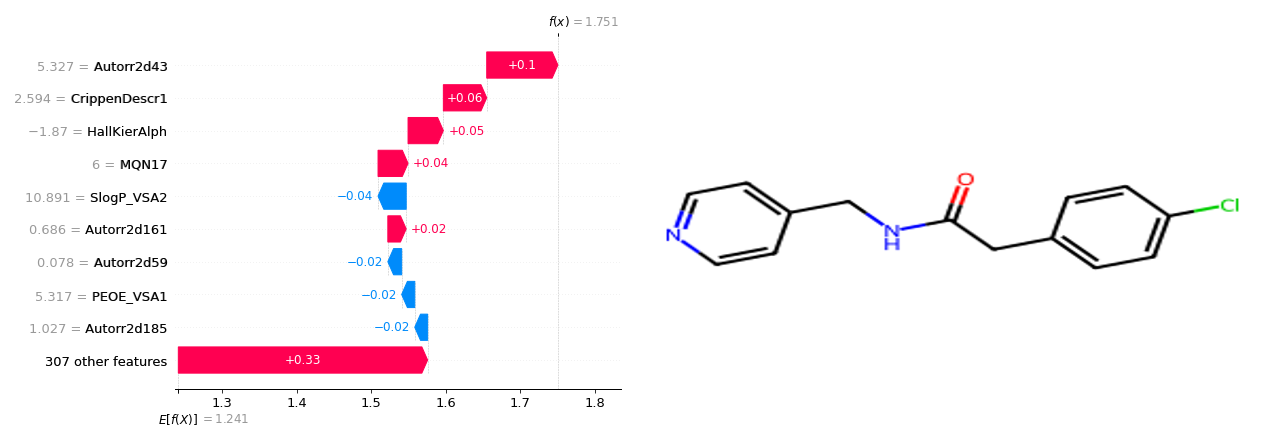 f(x) = 1.751
5.327 = Autorr2d43
+0.1
2.594 = CrippenDescr1
+0.06
−1.87 = HallKierAlph
+0.05
6 = MQN17
+0.04
10.891 = SlogP_VSA2
−0.04
0.686 = Autorr2d161
+0.02
0.078 = Autorr2d59
−0.02
5.317 = PEOE_VSA1
−0.02
1.027 = Autorr2d185
−0.02
307 other features
+0.33
1.3 1.4 1.5 1.6 1.7 1.8
E[f(X)] = 1.241
O
Cl
N
N
H